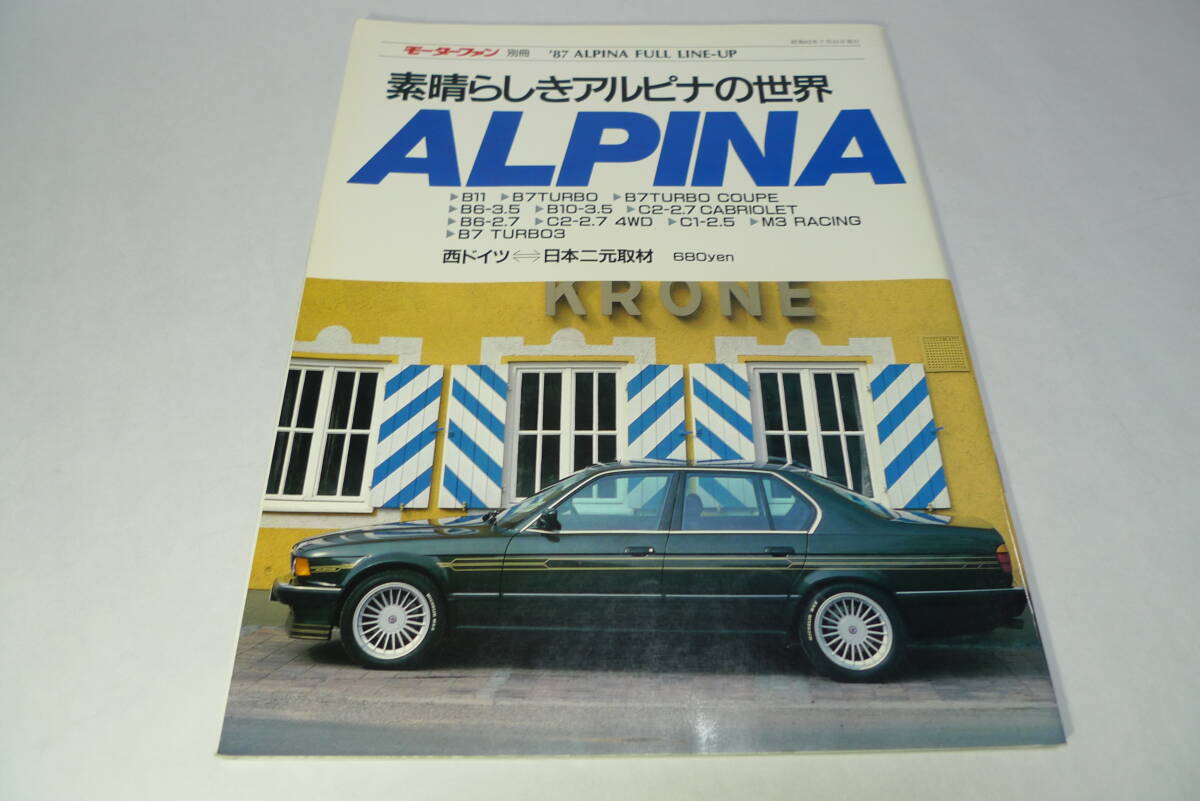 モーターファン 別冊 '87 ALPINA FULL LINE-UP
素晴らしきアルピナの世界
ALPINA
▶B11 ▶B7TURBO ▶B7TURBO COUPE
▶B6-3.5 ▶B10-3.5 ▶C2-2.7 CABRIOLET
▶B6-2.7 ▶C2-2.7 4WD ▶C1-2.5 ▶M3 RACING
▶B7 TURBO3
西ドイツ⇔日本二元取材 680yen
KRONE